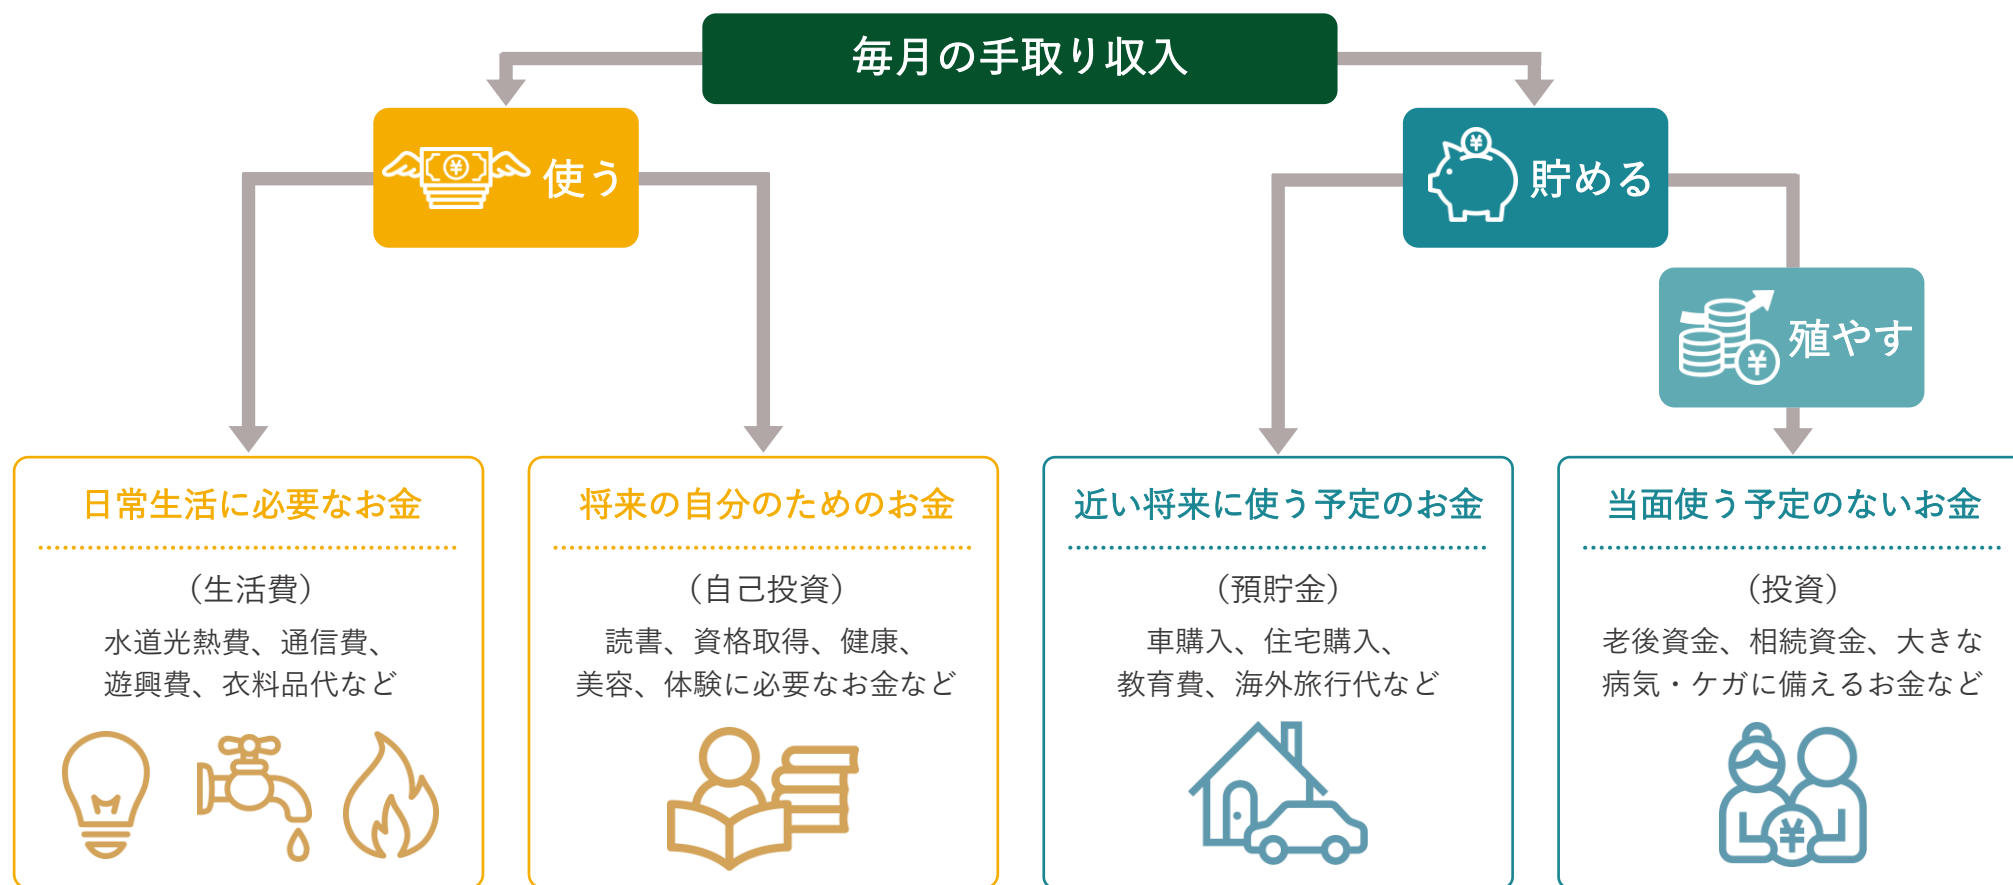 毎月の手取り収入
使う
貯める
殖やす
日常生活に必要なお金
（生活費）
水道光熱費、通信費、
遊興費、衣料品代など
将来の自分のためのお金
（自己投資）
読書、資格取得、健康、
美容、体験に必要なお金など
近い将来に使う予定のお金
（預貯金）
車購入、住宅購入、
教育費、海外旅行代など
当面使う予定のないお金
（投資）
老後資金、相続資金、大きな
病気・ケガに備えるお金など